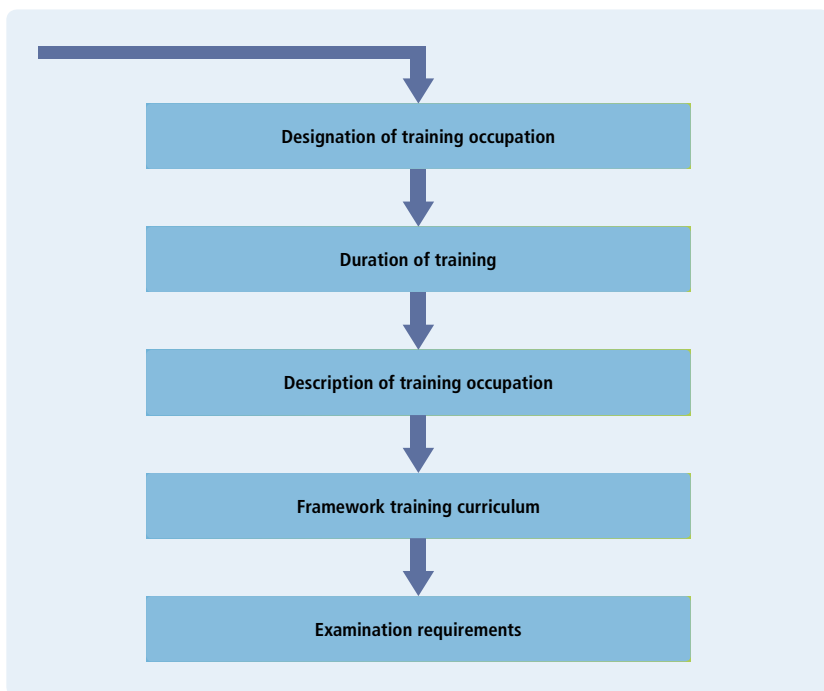 Designation of training occupation
Duration of training
Description of training occupation
Framework training curriculum
Examination requirements